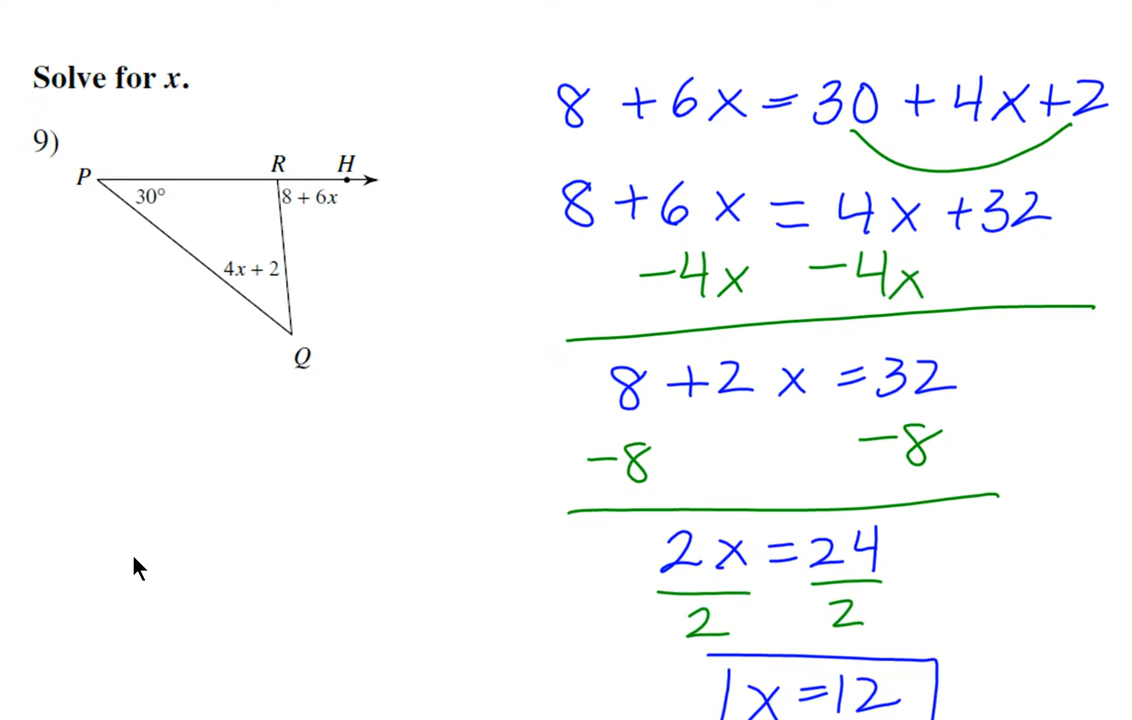 Solve for x.
9)
P
R
H
30°
8 + 6x
4x + 2
Q
8 + 6x = 30 + 4x + 2
8 + 6x = 4x + 32
-4x -4x
8 + 2x = 32
-8 -8
2x = 24
2 2
x = 12